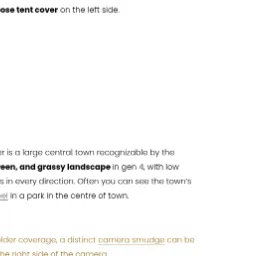 ose tent cover on the left side.
er is a large central town recognizable by the
een, and grassy landscape in gen 4, with low
s in every direction. Often you can see the town's
in a park in the centre of town.
lder coverage, a distinct camera smudge can be
he right side of the camera.